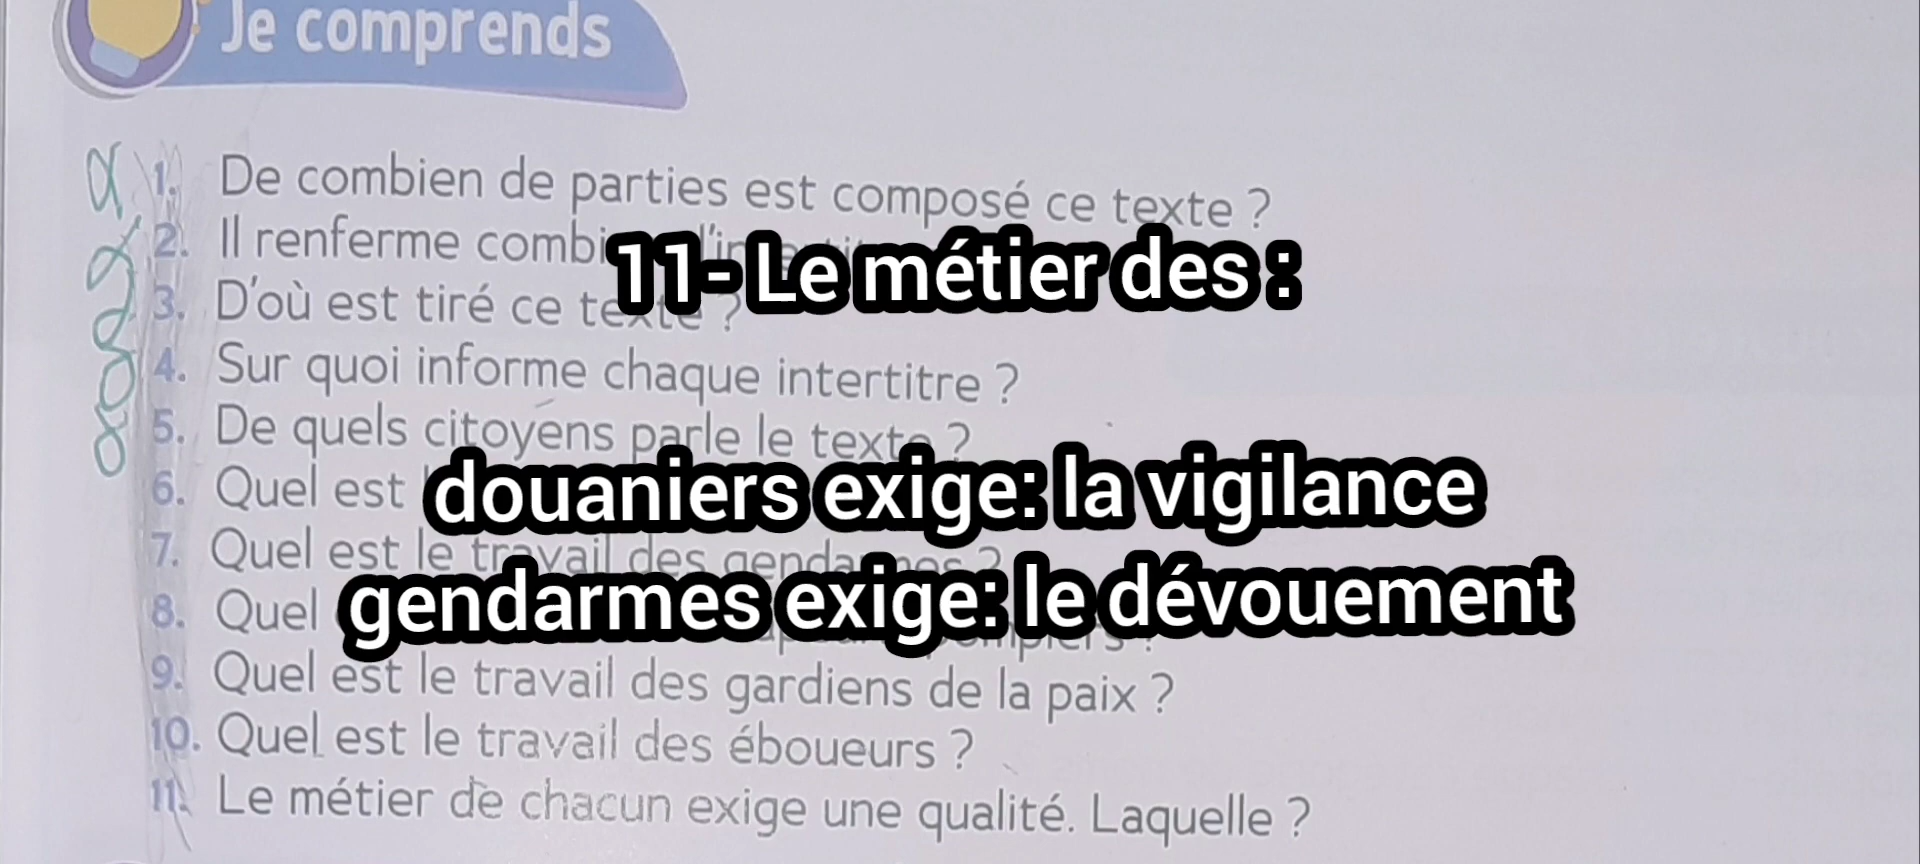 Je comprends
1. De combien de parties est composé ce texte ?
2. Il renferme
11- Le métier des :
3. D'où est tiré ce texte ?
4. Sur quoi informe chaque intertitre ?
5. De quels citoyens parle le texte ?
6. Quel est
douaniers exige: la vigilance
7. Quel est le travail des gendarmes ?
8. Quel
gendarmes exige: le dévouement
9. Quel est le travail des gardiens de la paix ?
10. Quel est le travail des éboueurs ?
11. Le métier de chacun exige une qualité. Laquelle ?